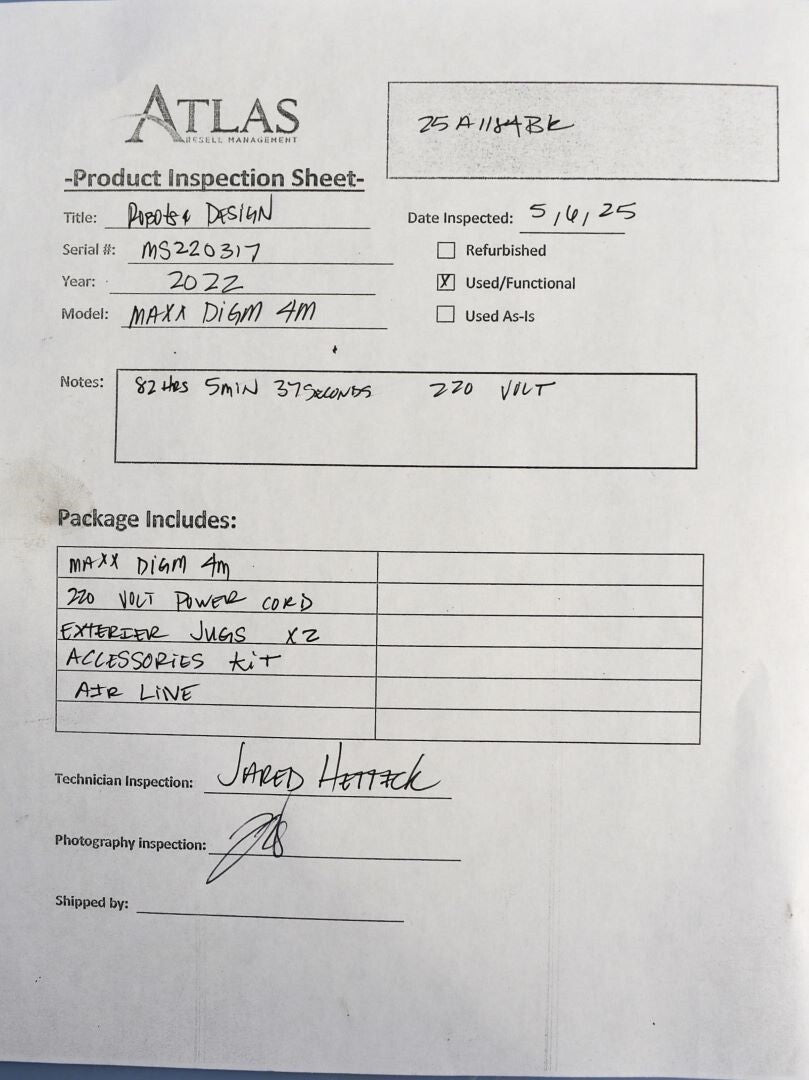 ATLAS
RESELL MANAGEMENT
25A1184BK
-Product Inspection Sheet-
Title: ROBOTS & DESIGN
Date Inspected: 5/6/25
Serial #: MS220317
Refurbished
Year: 2022
X Used/Functional
Model: MAXX DiGM 4M
Used As-Is
Notes: 82 Hrs 5MiN 37SECONDS 220 VOLT
Package Includes:
MAXX DiGM 4M
220 VOLT POWER CORD
EXTERIER JUGS X2
ACCESSORiES KiT
AIR LINE
Technician Inspection: JARED
Photography inspection:
Shipped by: